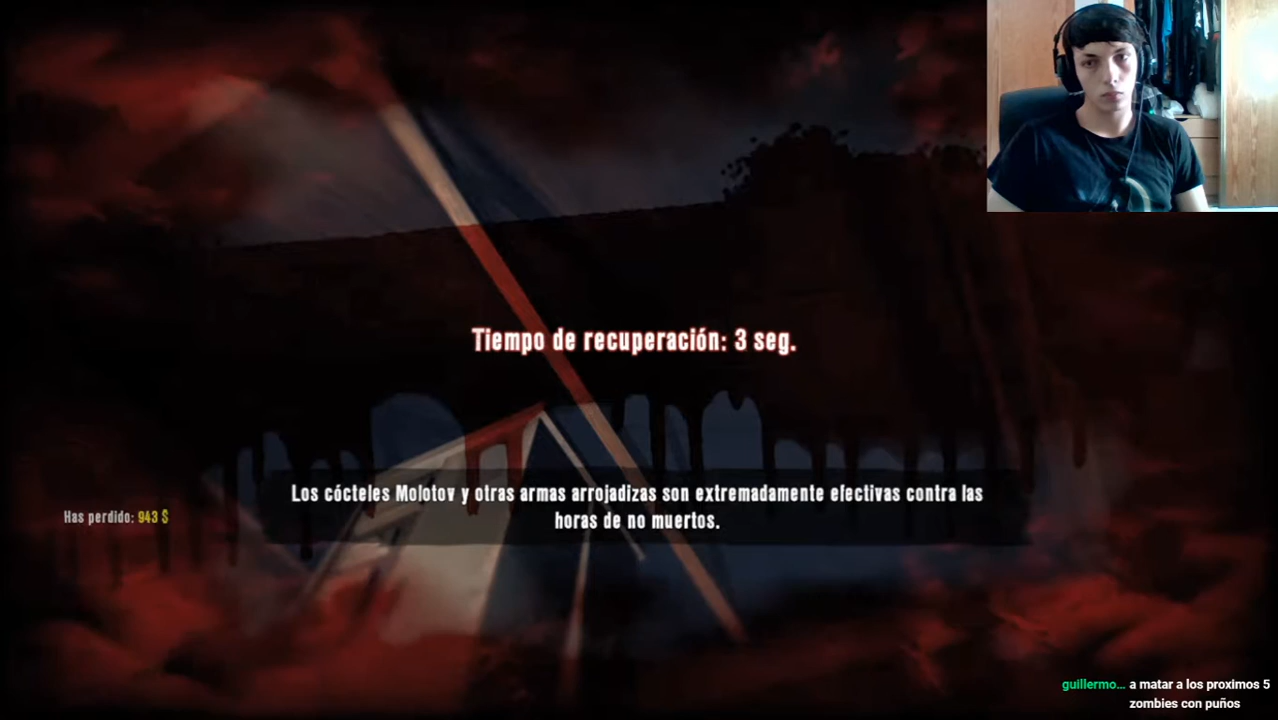 Tiempo de recuperación: 3 seg.
Los cócteles Molotov y otras armas arrojadizas son extremadamente efectivas contra las
horas de no muertos.
Has perdido: 943 $
guillermo... a matar a los proximos 5
zombies con puños